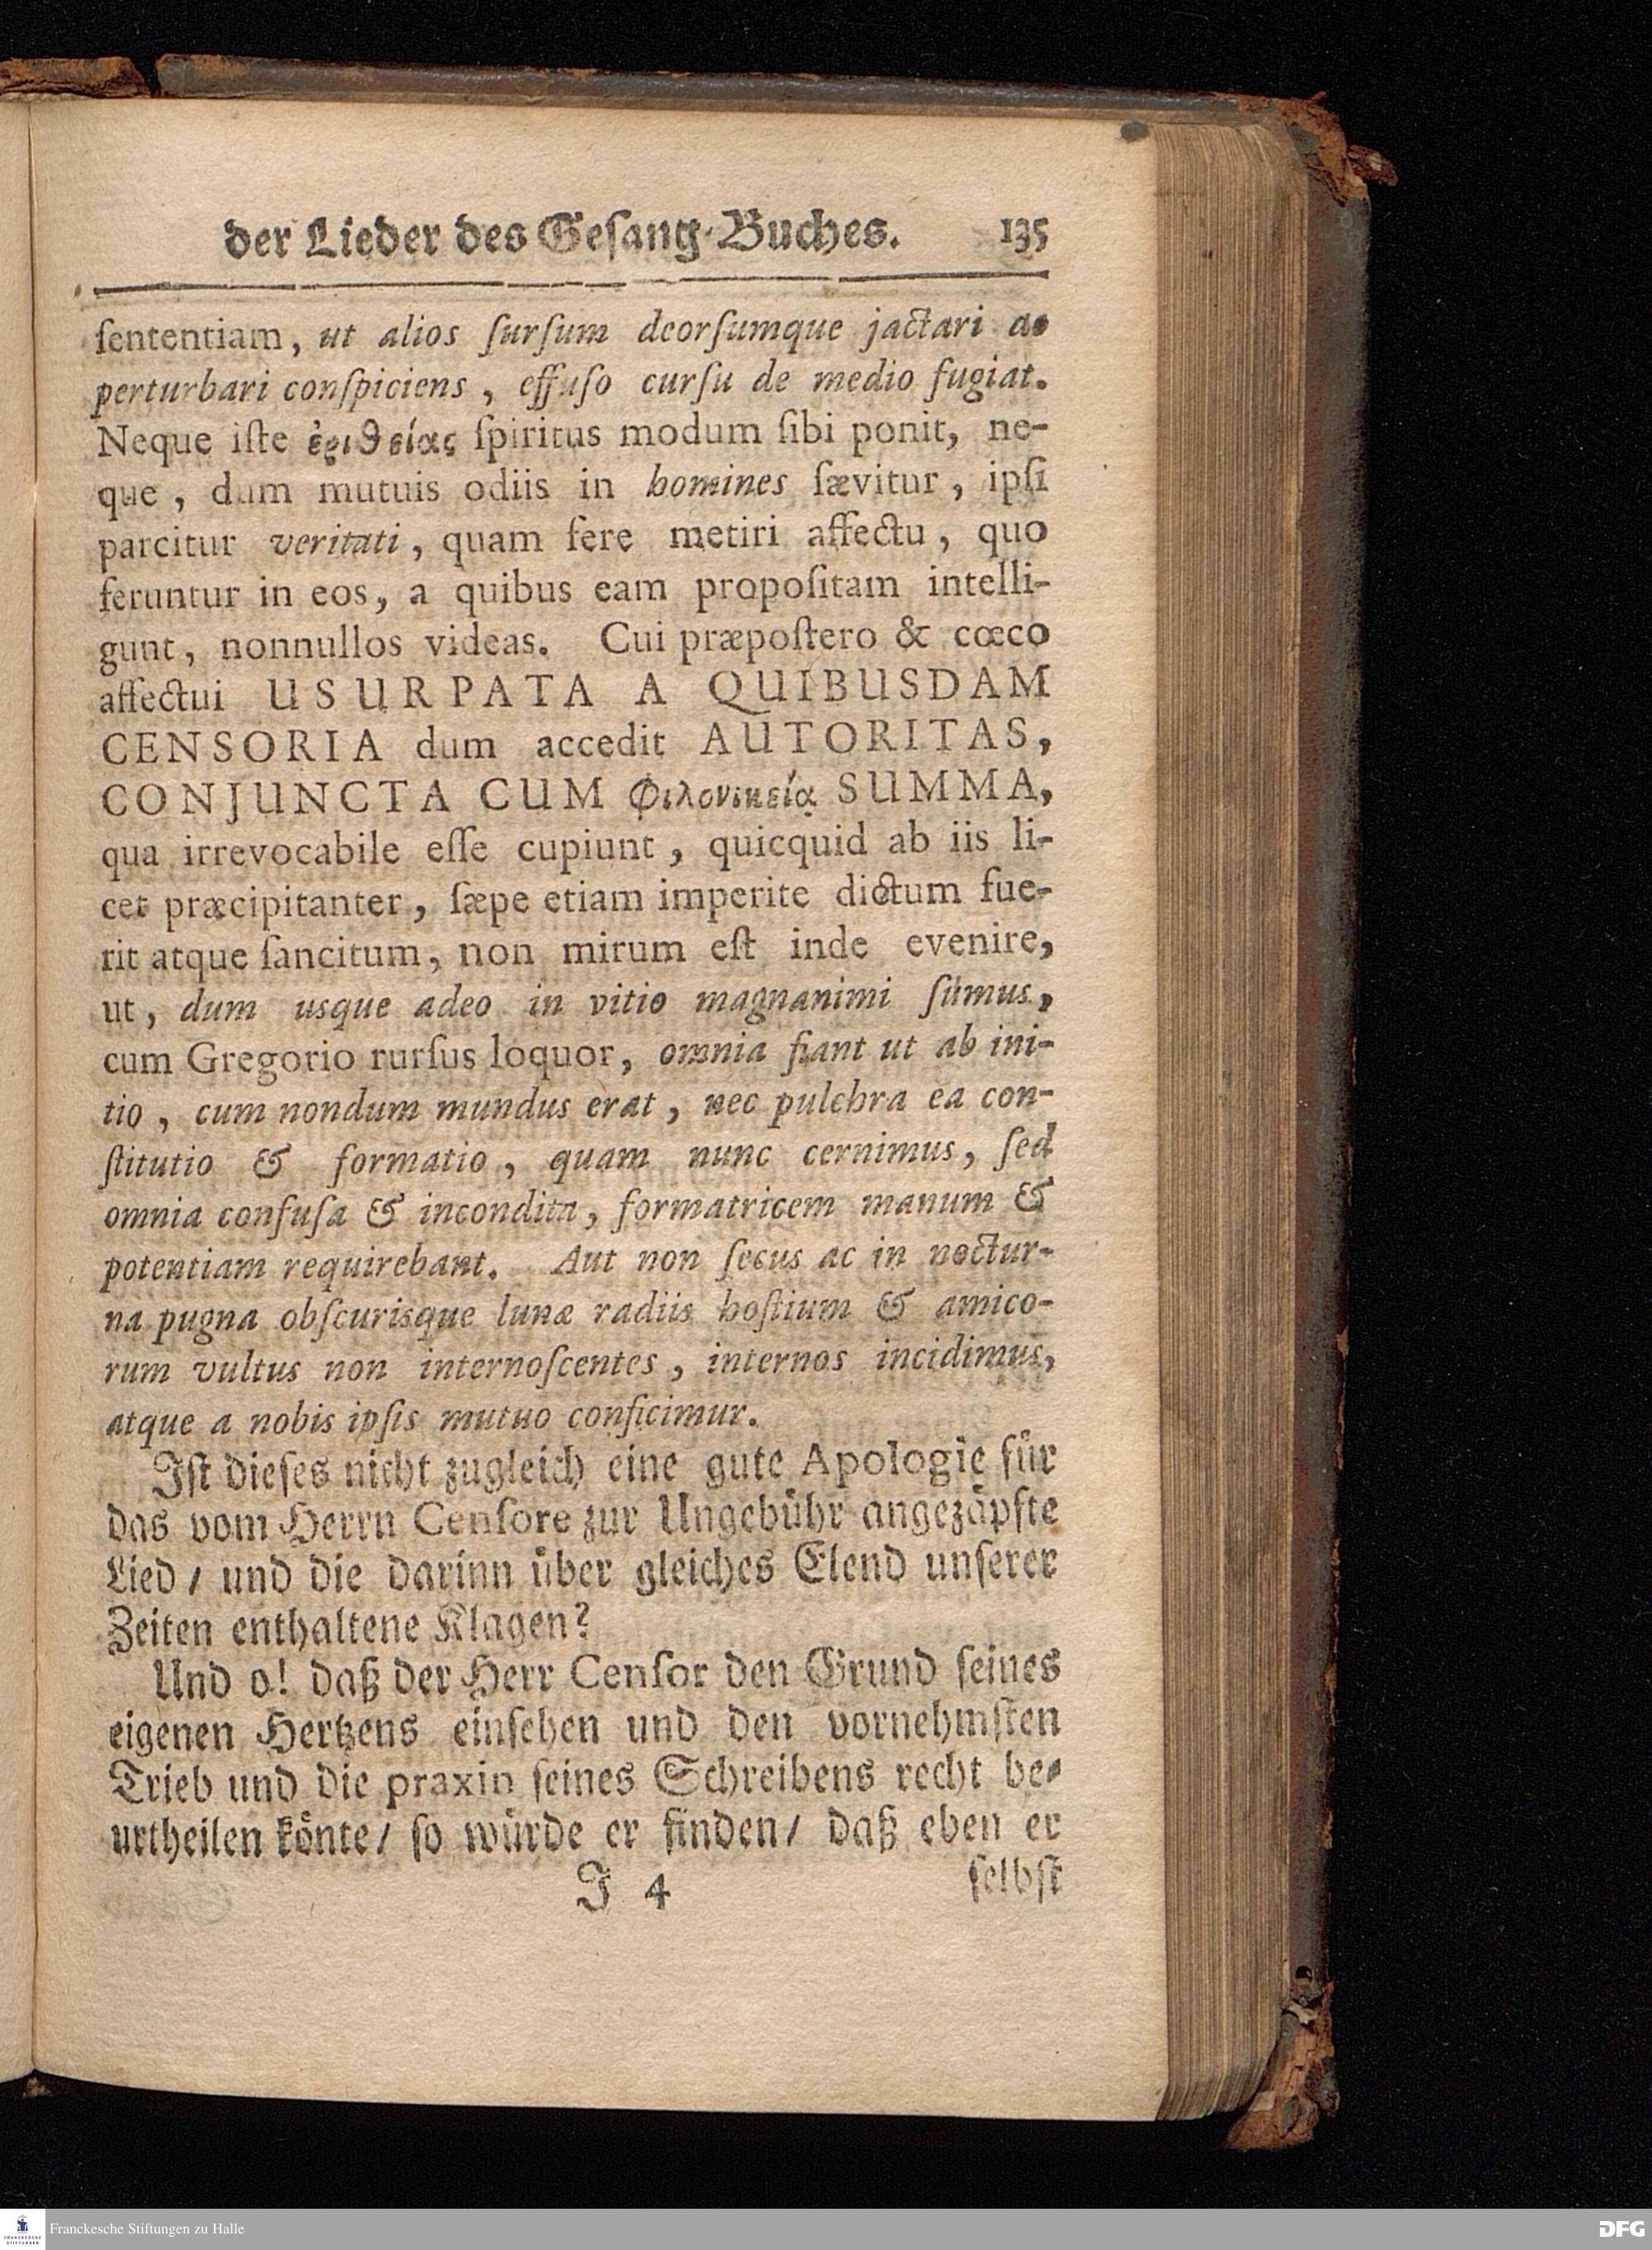 der Lieder des Gesang-Buches. 135
ſententiam, ut alios ſurſum deorſumque jactari ac
perturbari conſpiciens, effuſo curſu de medio fugiat.
Neque iſte ἐριθείας ſpiritus modum ſibi ponit, ne-
que, dum mutuis odiis in homines ſævitur, ipſi
parcitur veritati, quam fere metiri affectu, quo
feruntur in eos, a quibus eam propoſitam intelli-
gunt, nonnullos videas. Cui præpoſtero & cœco
affectui USURPATA A QUIBUSDAM
CENSORIA dum accedit AUTORITAS,
CONJUNCTA CUM φιλονεικείᾳ SUMMA,
qua irrevocabile eſſe cupiunt, quicquid ab iis li-
cet præcipitanter, ſæpe etiam imperite dictum fue-
rit atque ſancitum, non mirum eſt inde evenire,
ut, dum usque adeo in vitio magnanimi ſumus,
cum Gregorio rurſus loquor, omnia fiant ut ab ini-
tio, cum nondum mundus erat, nec pulchra ea con-
ſtitutio & formatio, quam nunc cernimus, ſed
omnia confuſa & incondita, formatricem manum &
potentiam requirebant. Aut non ſecus ac in noctur-
na pugna obſcurisque lunæ radiis hoſtium & amico-
rum vultus non internoſcentes, internos incidimus,
atque a nobis ipſis mutuo conficimur.
Iſt dieſes nicht zugleich eine gute Apologie für
das vom Herrn Cenſore zur Ungebühr angezäpfte
Lied / und die darinn über gleiches Elend unſerer
Zeiten enthaltene Klagen?
Und o! daß der Herr Cenſor den Grund ſeines
eigenen Hertzens einſehen und den vornehmſten
Trieb und die praxin ſeines Schreibens recht be-
urtheilen könte / ſo würde er finden / daß eben er
J 4 ſelbſt
FRANCKESCHE STIFTUNGEN
Franckesche Stiftungen zu Halle
DFG